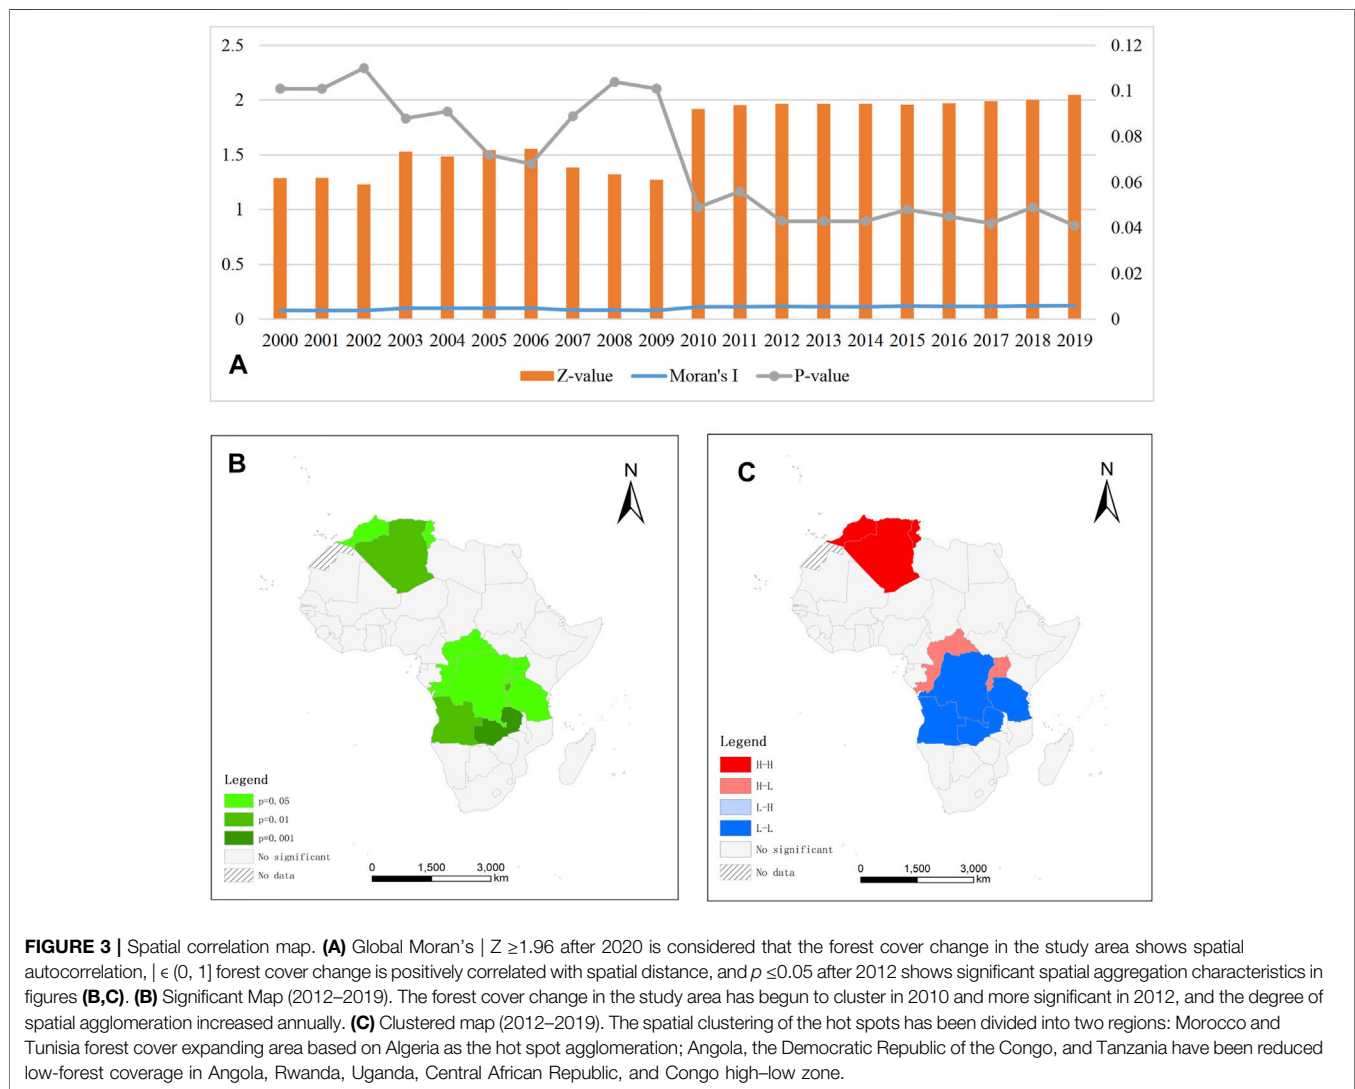 2.5
2
1.5
1
0.5
0
0.12
0.1
0.08
0.06
0.04
0.02
0
2000 2001 2002 2003 2004 2005 2006 2007 2008 2009 2010 2011 2012 2013 2014 2015 2016 2017 2018 2019
A
Z-value Moran's I P-value
B
N
Legend
p=0.05
p=0.01
p=0.001
No significant
No data
0 1,500 3,000
km
C
N
Legend
H-H
H-L
L-H
L-L
No significant
No data
0 1,500 3,000
km
FIGURE 3 | Spatial correlation map. (A) Global Moran's | Z ≥1.96 after 2020 is considered that the forest cover change in the study area shows spatial
autocorrelation, | ϵ (0, 1] forest cover change is positively correlated with spatial distance, and p ≤0.05 after 2012 shows significant spatial aggregation characteristics in
figures (B,C). (B) Significant Map (2012–2019). The forest cover change in the study area has begun to cluster in 2010 and more significant in 2012, and the degree of
spatial agglomeration increased annually. (C) Clustered map (2012–2019). The spatial clustering of the hot spots has been divided into two regions: Morocco and
Tunisia forest cover expanding area based on Algeria as the hot spot agglomeration; Angola, the Democratic Republic of the Congo, and Tanzania have been reduced
low-forest coverage in Angola, Rwanda, Uganda, Central African Republic, and Congo high–low zone.